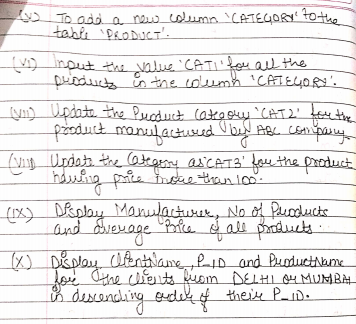 (V) To add a new column 'CATEGORY' to the
table 'PRODUCT'.
(VI) Input the value 'CAT1' for all the
products in the column 'CATEGORY'.
(VII) Update the Product Category 'CAT2' for the
product manufactured by ABC company
(VIII) Update the Category as 'CAT3' for the product
having price more than 100.
(IX) Display Manufacturer, No of Products
and average Price of all products.
(X) Display ClientName, P_ID and ProductName
for the clients from DELHI or MUMBAI
in descending order of their P_ID.